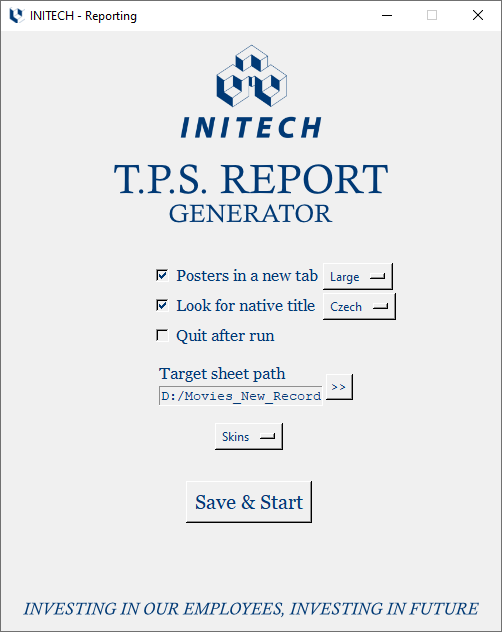 INITECH - Reporting
INITECH
T.P.S. REPORT
GENERATOR
Posters in a new tab Large
Look for native title Czech
Quit after run
Target sheet path
D:/Movies_New_Record >>
Skins
Save & Start
INVESTING IN OUR EMPLOYEES, INVESTING IN FUTURE